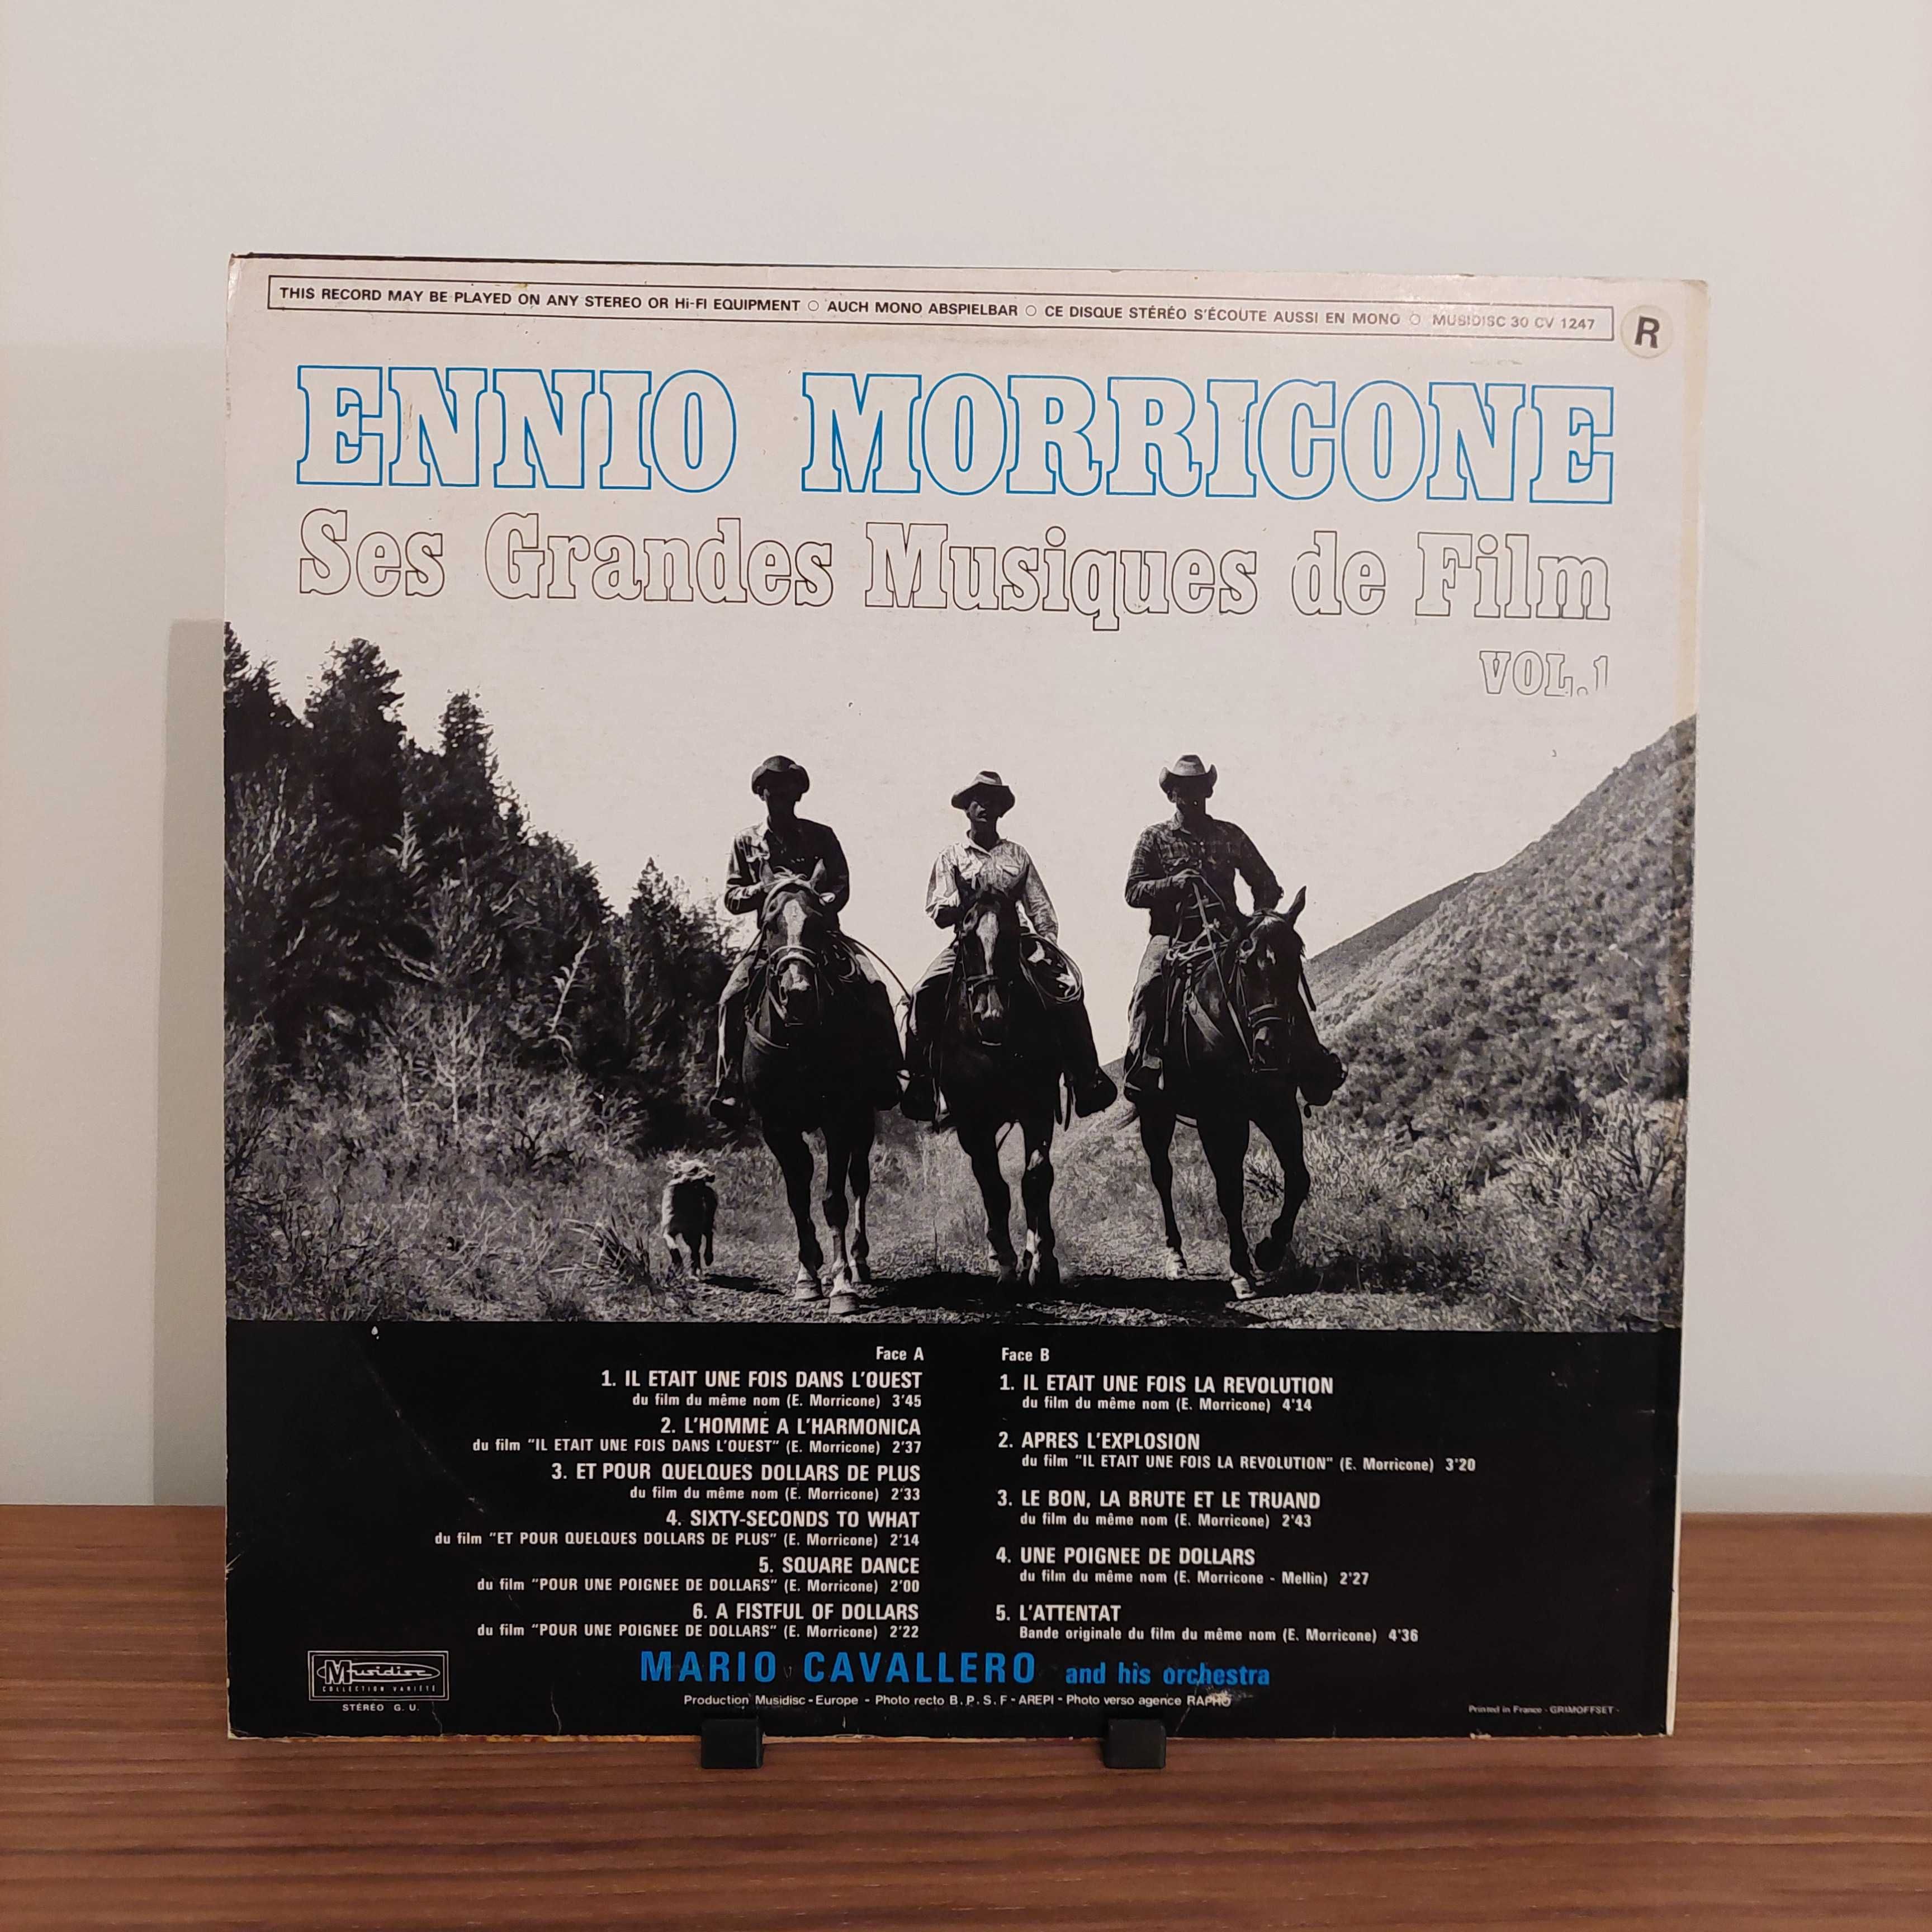 THIS RECORD MAY BE PLAYED ON ANY STEREO OR Hi-Fi EQUIPMENT ○ AUCH MONO ABSPIELBAR ○ CE DISQUE STÉRÉO S'ÉCOUTE AUSSI EN MONO ○ MUSIDISC 30 CV 1247
R
ENNIO MORRICONE
Ses Grandes Musiques de Film
VOL.1
Face A
1. IL ETAIT UNE FOIS DANS L'OUEST
du film du même nom (E. Morricone) 3'45
2. L'HOMME A L'HARMONICA
du film "IL ETAIT UNE FOIS DANS L'OUEST" (E. Morricone) 2'37
3. ET POUR QUELQUES DOLLARS DE PLUS
du film du même nom (E. Morricone) 2'33
4. SIXTY-SECONDS TO WHAT
du film "ET POUR QUELQUES DOLLARS DE PLUS" (E. Morricone) 2'14
5. SQUARE DANCE
du film "POUR UNE POIGNEE DE DOLLARS" (E. Morricone) 2'00
6. A FISTFUL OF DOLLARS
du film "POUR UNE POIGNEE DE DOLLARS" (E. Morricone) 2'22
Face B
1. IL ETAIT UNE FOIS LA REVOLUTION
du film du même nom (E. Morricone) 4'14
2. APRES L'EXPLOSION
du film "IL ETAIT UNE FOIS LA REVOLUTION" (E. Morricone) 3'20
3. LE BON, LA BRUTE ET LE TRUAND
du film du même nom (E. Morricone) 2'43
4. UNE POIGNEE DE DOLLARS
du film du même nom (E. Morricone - Mellin) 2'27
5. L'ATTENTAT
Bande originale du film du même nom (E. Morricone) 4'36
MARIO CAVALLERO and his orchestra
Musidisc
COLLECTION VARIÉTÉ
STÉRÉO G. U.
Production Musidisc-Europe - Photo recto B.P.S.F-AREPI - Photo verso agence RAPHO
Printed in France - GRIMOFFSET -